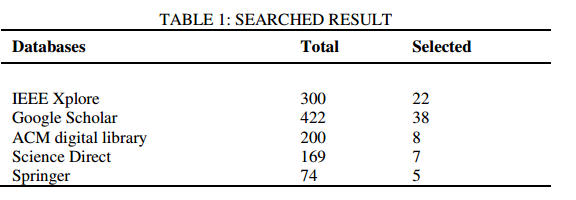 TABLE 1: SEARCHED RESULT
Databases Total Selected
IEEE Xplore 300 22
Google Scholar 422 38
ACM digital library 200 8
Science Direct 169 7
Springer 74 5